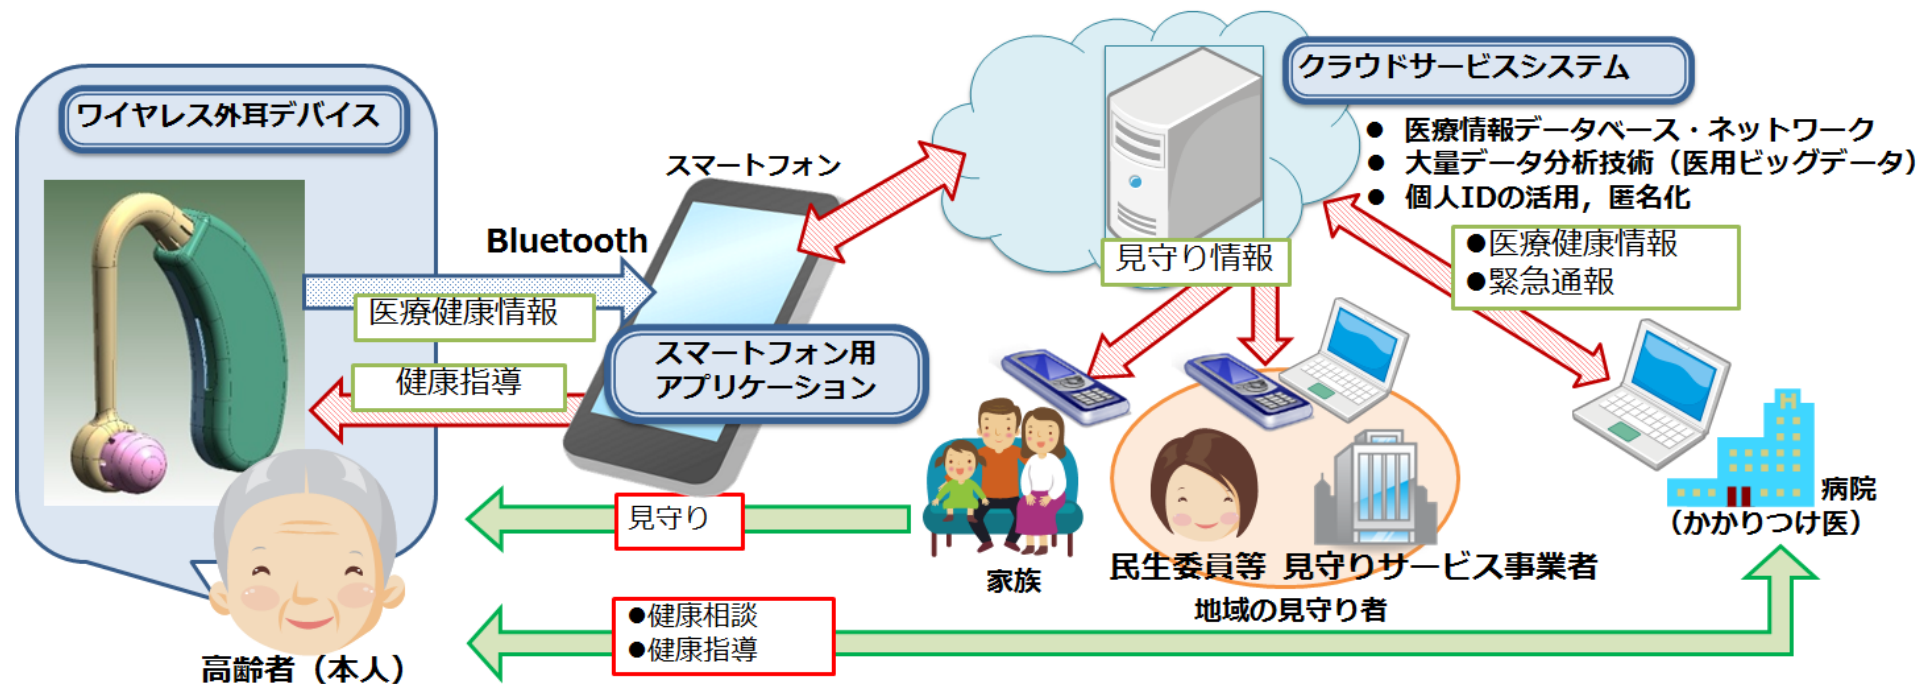 ワイヤレス外耳デバイス
スマートフォン
Bluetooth
医療健康情報
健康指導
スマートフォン用
アプリケーション
クラウドサービスシステム
● 医療情報データベース・ネットワーク
● 大量データ分析技術（医用ビッグデータ）
● 個人IDの活用，匿名化
見守り情報
●医療健康情報
●緊急通報
H
病院
（かかりつけ医）
見守り
家族
民生委員等 見守りサービス事業者
地域の見守り者
●健康相談
●健康指導
高齢者（本人）